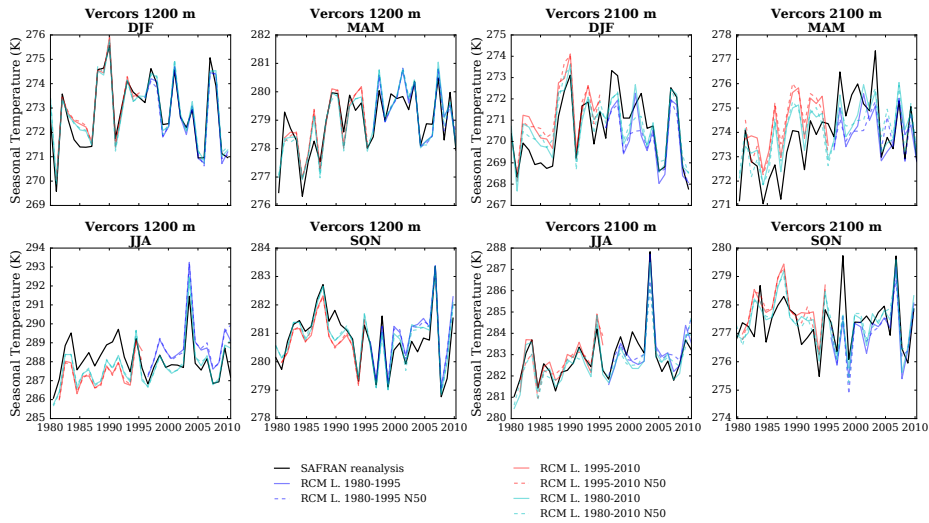 Vercors 1200 m
DJF
Vercors 1200 m
MAM
Vercors 2100 m
DJF
Vercors 2100 m
MAM
Seasonal Temperature (K)
276
275
274
273
272
271
270
269
282
281
280
279
278
277
276
Seasonal Temperature (K)
275
274
273
272
271
270
269
268
267
278
277
276
275
274
273
272
271
Vercors 1200 m
JJA
Vercors 1200 m
SON
Vercors 2100 m
JJA
Vercors 2100 m
SON
Seasonal Temperature (K)
294
293
292
291
290
289
288
287
286
285
1980 1985 1990 1995 2000 2005 2010
284
283
282
281
280
279
278
1980 1985 1990 1995 2000 2005 2010
Seasonal Temperature (K)
288
287
286
285
284
283
282
281
280
1980 1985 1990 1995 2000 2005 2010
280
279
278
277
276
275
274
1980 1985 1990 1995 2000 2005 2010
SAFRAN reanalysis
RCM L. 1980-1995
RCM L. 1980-1995 N50
RCM L. 1995-2010
RCM L. 1995-2010 N50
RCM L. 1980-2010
RCM L. 1980-2010 N50